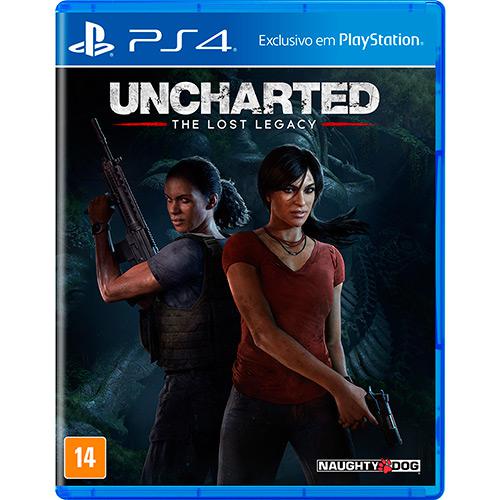 PS4
Exclusivo em PlayStation®
UNCHARTED
THE LOST LEGACY
14
NAUGHTY DOG